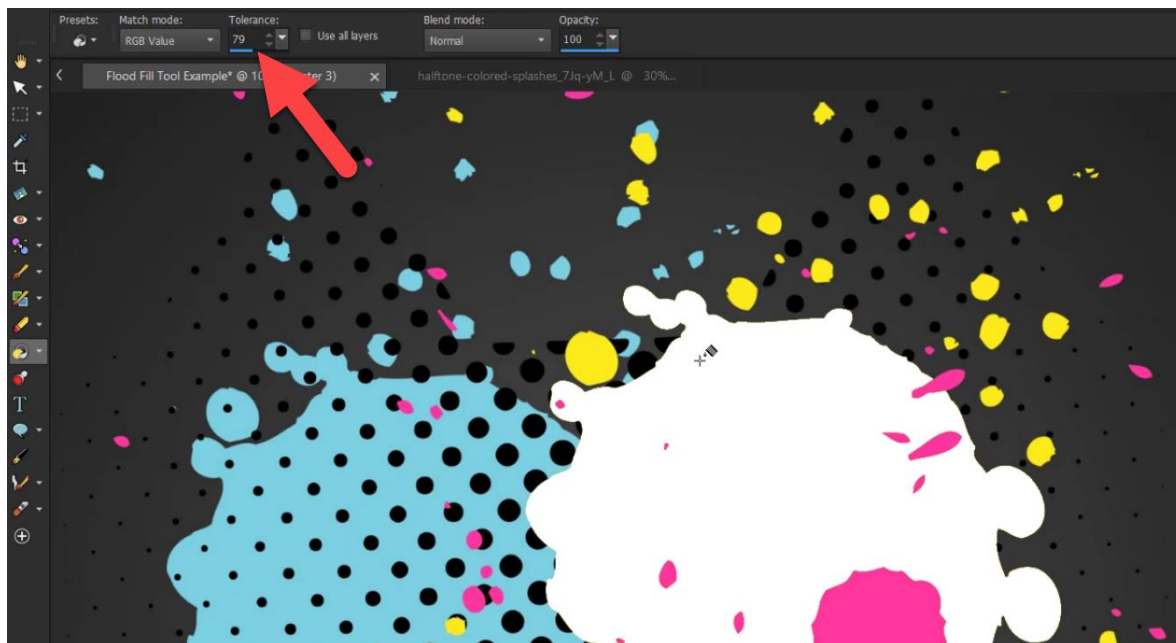 Presets: Match mode: Tolerance: Blend mode: Opacity:
RGB Value 79 Use all layers Normal 100
Flood Fill Tool Example* @ 10 ter 3) halftone-colored-splashes_7Jq-yM_L @ 30%...
T